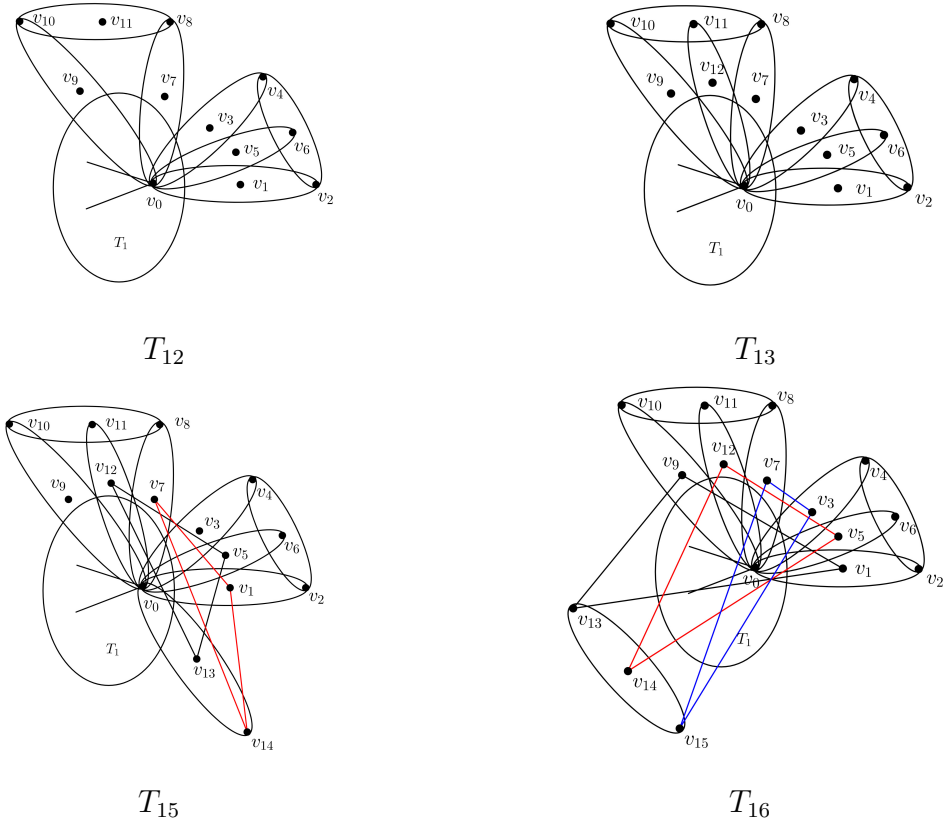 v₁₀ v₁₁ v₈
v₉ v₇ v₄
v₃
v₆
v₅
v₁
v₂
v₀
T₁
T₁₂
v₁₀ v₁₁ v₈
v₁₂
v₉ v₇ v₄
v₃
v₆
v₅
v₁
v₂
v₀
T₁
T₁₃
v₁₀ v₁₁ v₈
v₁₂
v₉ v₇ v₄
v₃
v₆
v₅
v₁
v₂
v₀
T₁
v₁₃
v₁₄
T₁₅
v₁₀ v₁₁ v₈
v₁₂
v₉ v₇ v₄
v₃
v₆
v₅
v₁
v₂
v₀
v₁₃
T₁
v₁₄
v₁₅
T₁₆